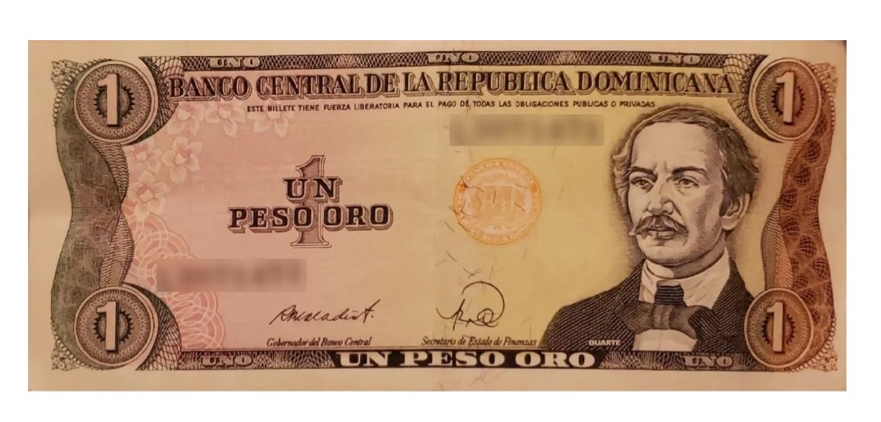 UNO UNO UNO
1 1
BANCO CENTRAL DE LA REPUBLICA DOMINICANA
ESTE BILLETE TIENE FUERZA LIBERATORIA PARA EL PAGO DE TODAS LAS OBLIGACIONES PUBLICAS O PRIVADAS
1
UN
PESO ORO
1 1
Gobernador del Banco Central Secretario de Estado de Finanzas DUARTE
UNO UN PESO ORO UNO